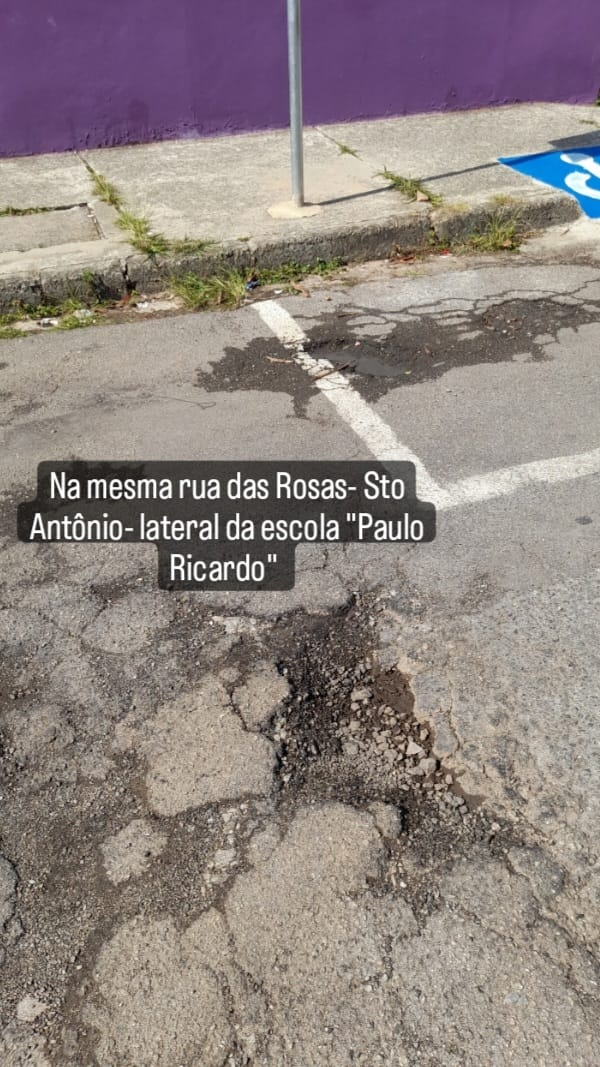 Na mesma rua das Rosas- Sto
Antônio- lateral da escola "Paulo
Ricardo"